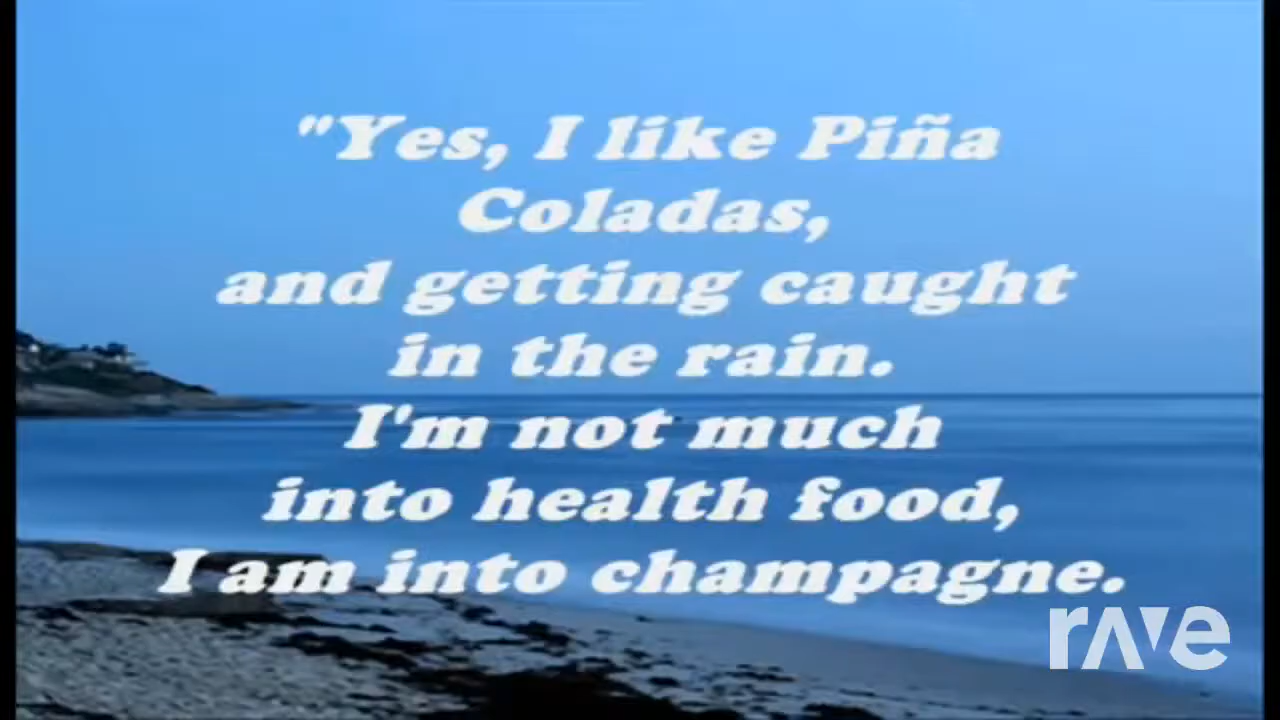 "Yes, I like Piña
Coladas,
and getting caught
in the rain.
I'm not much
into health food,
I am into champagne.
rave